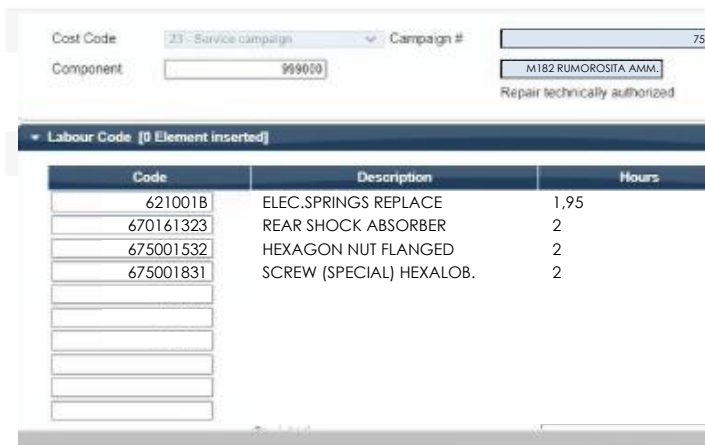 Cost Code 23 - Service campaign Campaign # 75
Component 999000 M182 RUMOROSITA AMM.
Repair technically authorized
Labour Code [0 Element inserted]
Code Description Hours
621001B ELEC.SPRINGS REPLACE 1,95
670161323 REAR SHOCK ABSORBER 2
675001532 HEXAGON NUT FLANGED 2
675001831 SCREW (SPECIAL) HEXALOB. 2